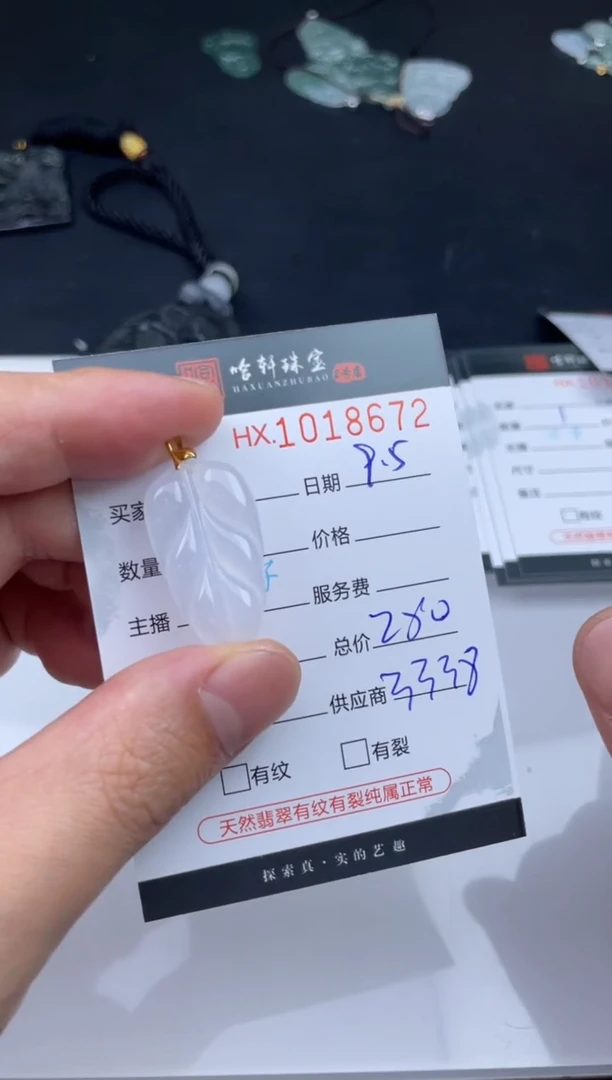 哈轩珠宝
HAXUANZHUBAO
HX.1018672
买家
日期 9.5
数量
价格
主播
服务费
总价 280
供应商 3338
有纹
有裂
天然翡翠有纹有裂纯属正常
探索真·实的艺趣